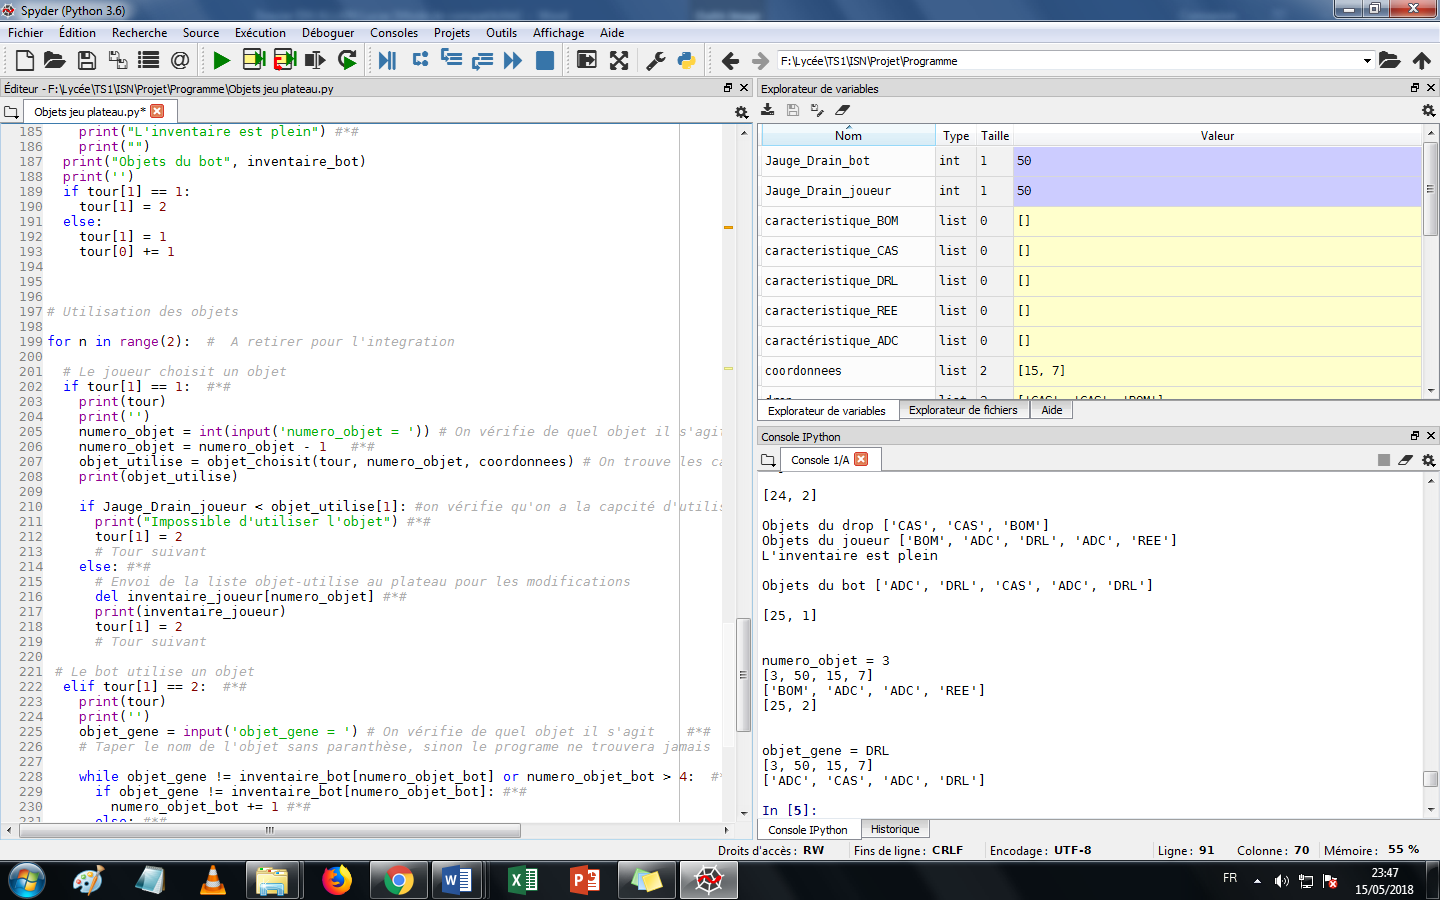 Spyder (Python 3.6)
Fichier Édition Recherche Source Exécution Déboguer Consoles Projets Outils Affichage Aide
F:\Lycée\TS1\ISN\Projet\Programme
Éditeur - F:\Lycée\TS1\ISN\Projet\Programme\Objets jeu plateau.py
Objets jeu plateau.py*
185 print("L'inventaire est plein") #*#
186 print("")
187 print("Objets du bot", inventaire_bot)
188 print('')
189 if tour[1] == 1:
190 tour[1] = 2
191 else:
192 tour[1] = 1
193 tour[0] += 1
194
195
196
197 # Utilisation des objets
198
199 for n in range(2): # A retirer pour l'integration
200
201 # Le joueur choisit un objet
202 if tour[1] == 1: #*#
203 print(tour)
204 print('')
205 numero_objet = int(input('numero_objet = ')) # On vérifie de quel objet il s'agit
206 numero_objet = numero_objet - 1 #*#
207 objet_utilise = objet_choisit(tour, numero_objet, coordonnees) # On trouve les ca
208 print(objet_utilise)
209
210 if Jauge_Drain_joueur < objet_utilise[1]: #on vérifie qu'on a la capcité d'utilis
211 print("Impossible d'utiliser l'objet") #*#
212 tour[1] = 2
213 # Tour suivant
214 else: #*#
215 # Envoi de la liste objet-utilise au plateau pour les modifications
216 del inventaire_joueur[numero_objet] #*#
217 print(inventaire_joueur)
218 tour[1] = 2
219 # Tour suivant
220
221 # Le bot utilise un objet
222 elif tour[1] == 2: #*#
223 print(tour)
224 print('')
225 objet_gene = input('objet_gene = ') # On vérifie de quel objet il s'agit #*#
226 # Taper le nom de l'objet sans paranthèse, sinon le programe ne trouvera jamais
227
228 while objet_gene != inventaire_bot[numero_objet_bot] or numero_objet_bot > 4: #*
229 if objet_gene != inventaire_bot[numero_objet_bot]: #*#
230 numero_objet_bot += 1 #*#
231 else: #*#
Explorateur de variables
Nom Type Taille Valeur
Jauge_Drain_bot int 1 50
Jauge_Drain_joueur int 1 50
caracteristique_BOM list 0 []
caracteristique_CAS list 0 []
caracteristique_DRL list 0 []
caracteristique_REE list 0 []
caractéristique_ADC list 0 []
coordonnees list 2 [15, 7]
drop list 3 ['CAS', 'CAS', 'BOM']
Explorateur de variables Explorateur de fichiers Aide
Console IPython
Console 1/A
[24, 2]
Objets du drop ['CAS', 'CAS', 'BOM']
Objets du joueur ['BOM', 'ADC', 'DRL', 'ADC', 'REE']
L'inventaire est plein
Objets du bot ['ADC', 'DRL', 'CAS', 'ADC', 'DRL']
[25, 1]
numero_objet = 3
[3, 50, 15, 7]
['BOM', 'ADC', 'ADC', 'REE']
[25, 2]
objet_gene = DRL
[3, 50, 15, 7]
['ADC', 'CAS', 'ADC', 'DRL']
In [5]:
Console IPython Historique
Droits d'accès : RW Fins de ligne : CRLF Encodage : UTF-8 Ligne : 91 Colonne : 70 Mémoire : 55 %
FR
23:47
15/05/2018